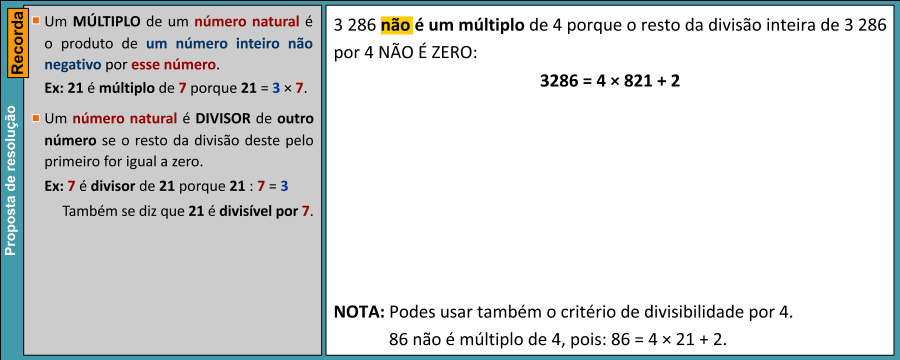 Proposta de resolução
Recorda
Um MÚLTIPLO de um número natural é
o produto de um número inteiro não
negativo por esse número.
Ex: 21 é múltiplo de 7 porque 21 = 3 × 7.
Um número natural é DIVISOR de outro
número se o resto da divisão deste pelo
primeiro for igual a zero.
Ex: 7 é divisor de 21 porque 21 : 7 = 3
Também se diz que 21 é divisível por 7.
3 286 não é um múltiplo de 4 porque o resto da divisão inteira de 3 286
por 4 NÃO É ZERO:
3286 = 4 × 821 + 2
NOTA: Podes usar também o critério de divisibilidade por 4.
86 não é múltiplo de 4, pois: 86 = 4 × 21 + 2.